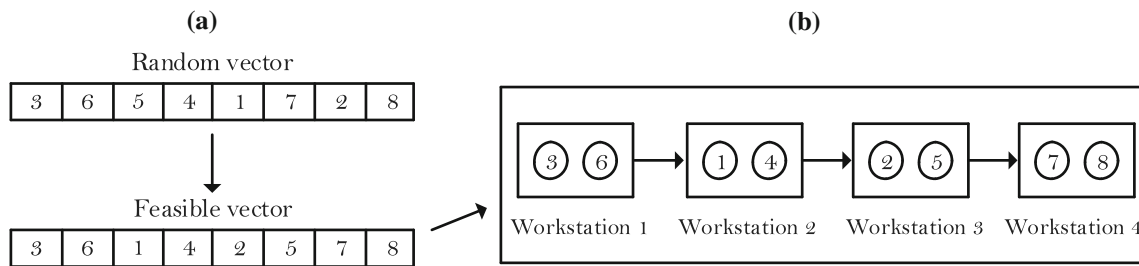 (a)
Random vector
3 6 5 4 1 7 2 8
Feasible vector
3 6 1 4 2 5 7 8
(b)
3 6 1 4 2 5 7 8
Workstation 1 Workstation 2 Workstation 3 Workstation 4